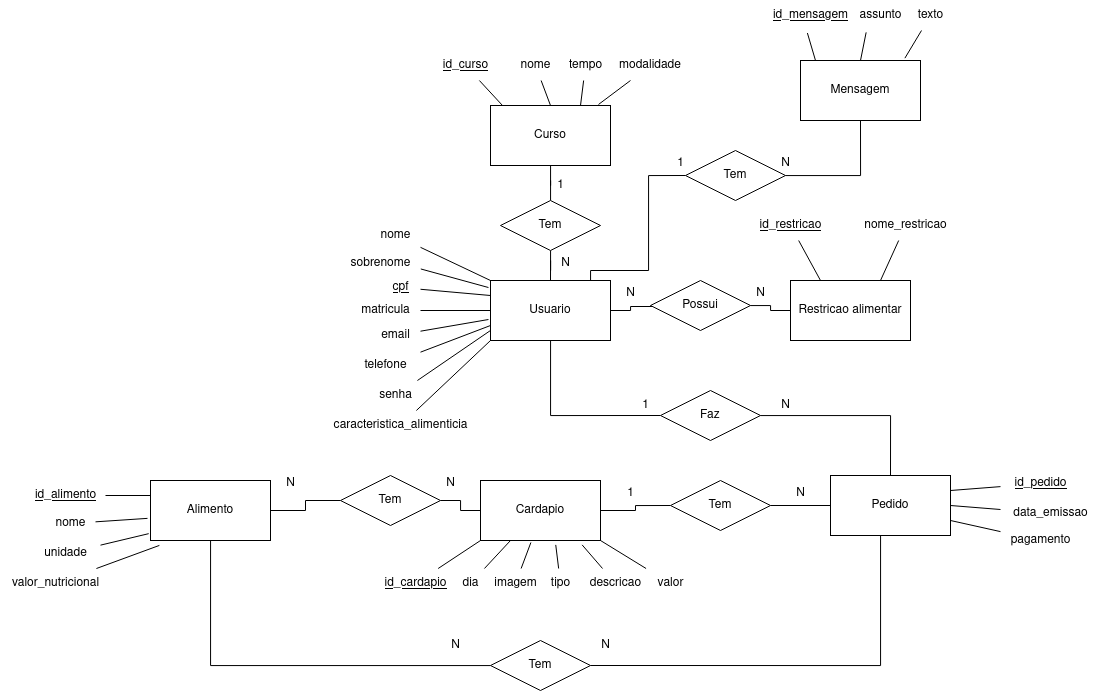 id_mensagem assunto texto
id_curso nome tempo modalidade
Mensagem
Curso
1 Tem N
1
Tem
id_restricao nome_restricao
nome
sobrenome
N
cpf
N Possui N
matricula Usuario Restricao alimentar
email
telefone
senha
caracteristica_alimenticia
1 Faz N
N N
id_alimento Tem 1 Tem N id_pedido
Alimento Cardapio Pedido
nome data_emissao
unidade pagamento
valor_nutricional id_cardapio dia imagem tipo descricao valor
N N
Tem